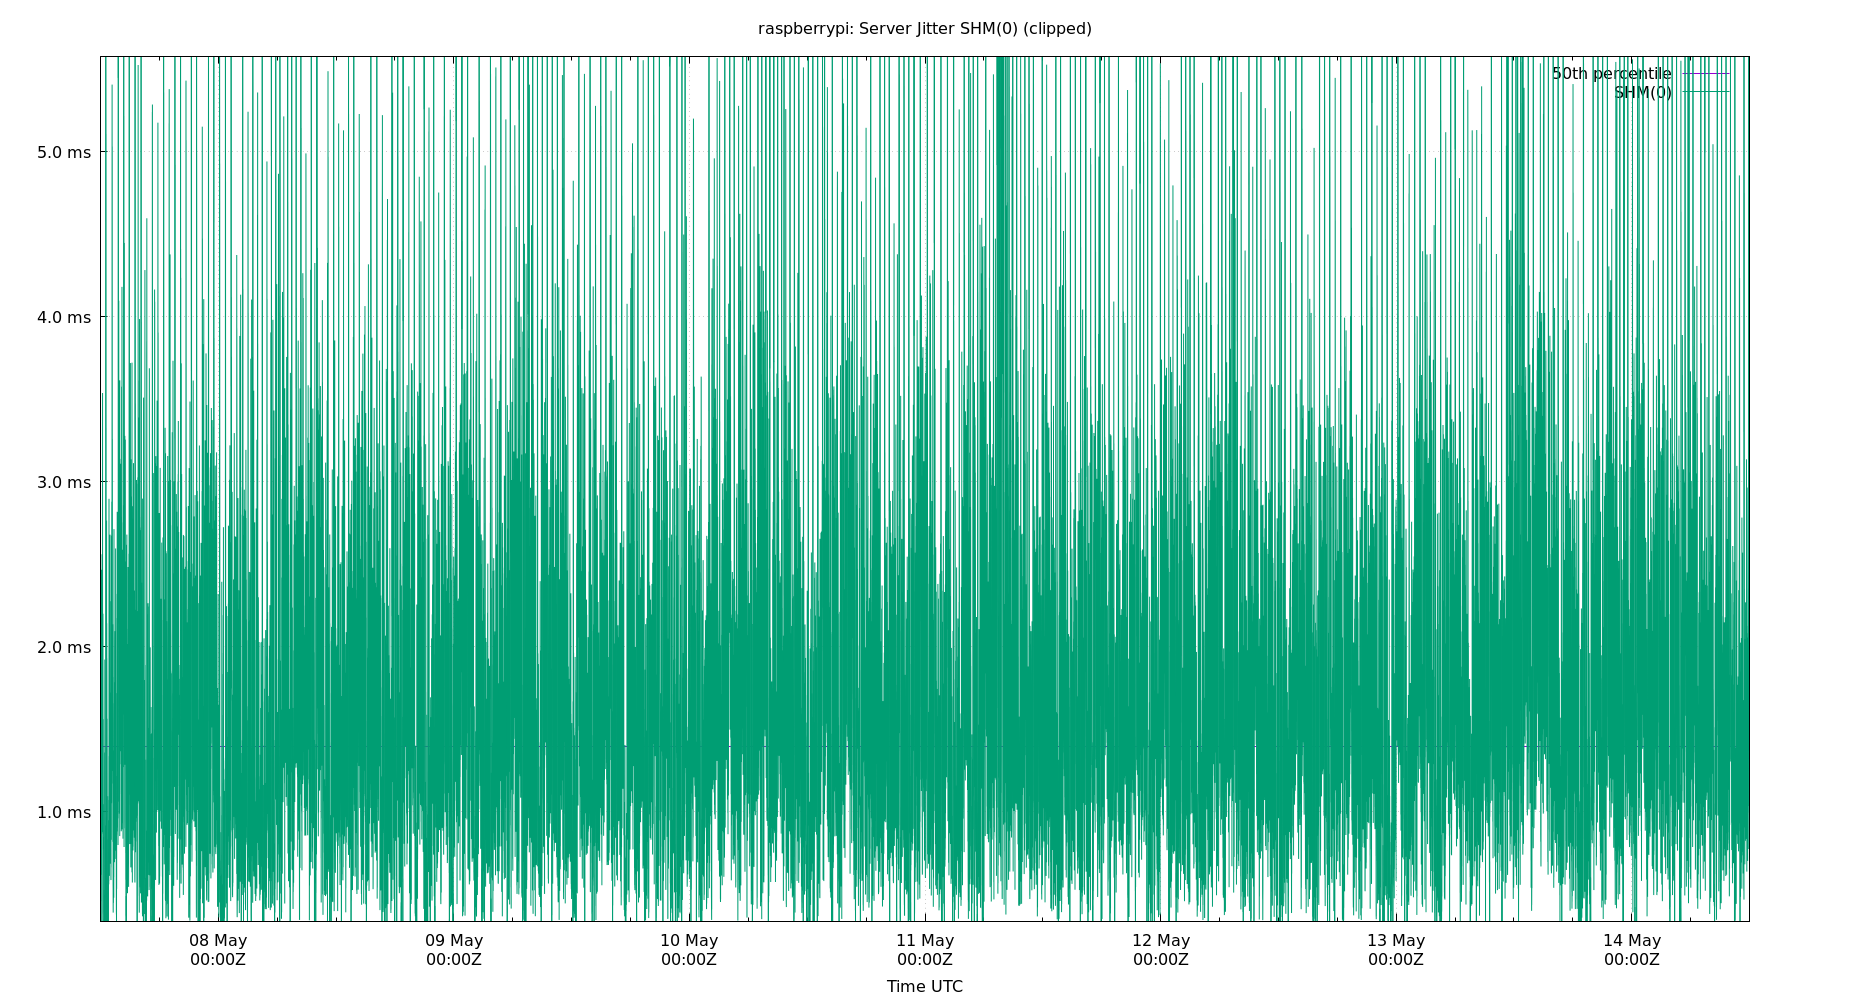 raspberrypi: Server Jitter SHM(0) (clipped)
50th percentile
SHM(0)
5.0 ms
4.0 ms
3.0 ms
2.0 ms
1.0 ms
08 May 09 May 10 May 11 May 12 May 13 May 14 May
00:00Z 00:00Z 00:00Z 00:00Z 00:00Z 00:00Z 00:00Z
Time UTC